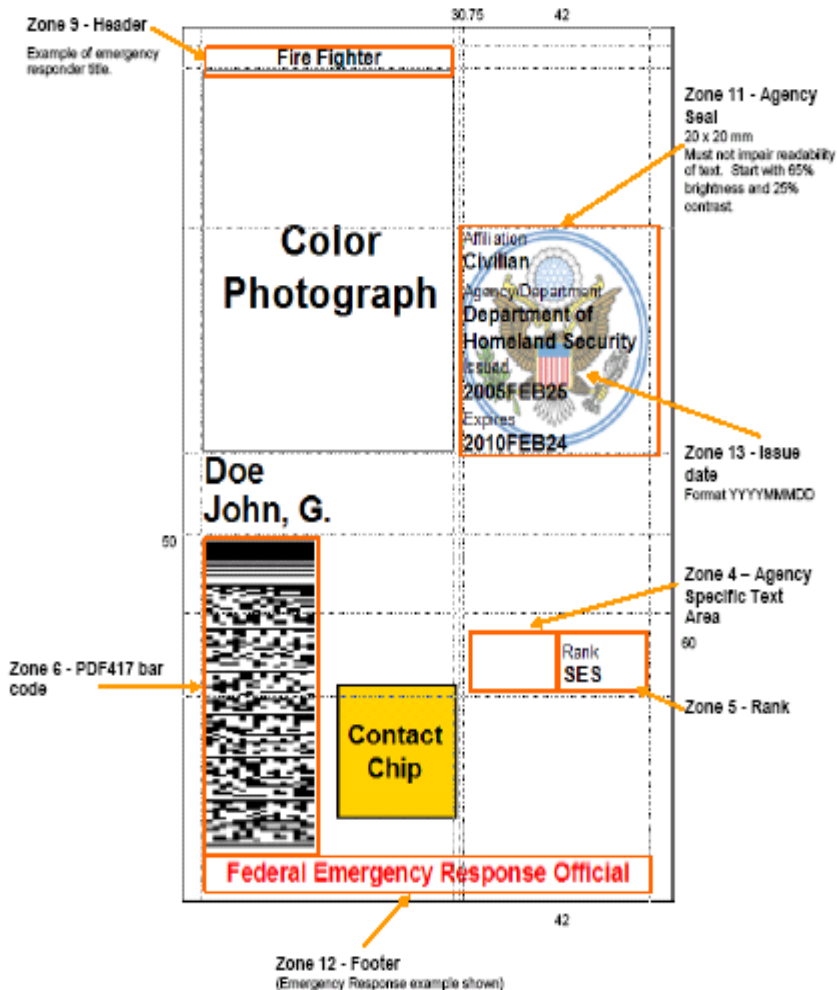 30.75 42
Zone 9 - Header
Example of emergency
responder title.
Fire Fighter
Zone 11 - Agency
Seal
20 x 20 mm
Must not impair readability
of text. Start with 65%
brightness and 25%
contrast.
Color
Photograph
Affiliation
Civilian
Agency/Department
Department of
Homeland Security
Issued
2005FEB25
Expires
2010FEB24
Zone 13 - Issue
date
Format YYYYMMMDD
Doe
John, G.
50
Zone 4 – Agency
Specific Text
Area
60
Rank
SES
Zone 5 - Rank
Zone 6 - PDF417 bar
code
Contact
Chip
Federal Emergency Response Official
42
Zone 12 - Footer
(Emergency Response example shown)